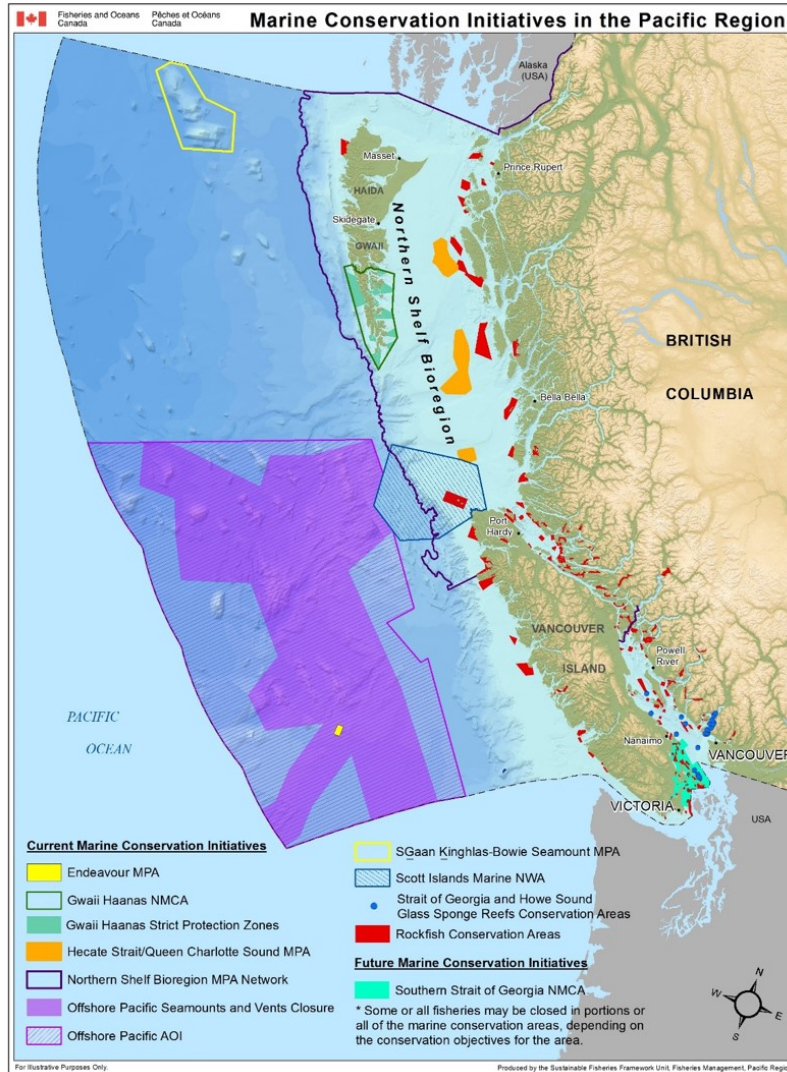 Fisheries and Oceans Canada
Pêches et Océans Canada
Marine Conservation Initiatives in the Pacific Region
Alaska
(USA)
Masset
Prince Rupert
HAIDA
Skidegate
GWAII
Northern Shelf Bioregion
BRITISH
COLUMBIA
Bella Bella
Port
Hardy
VANCOUVER
ISLAND
Powell
River
PACIFIC
OCEAN
Nanaimo
VANCOUVER
VICTORIA
USA
Current Marine Conservation Initiatives
Endeavour MPA
Gwaii Haanas NMCA
Gwaii Haanas Strict Protection Zones
Hecate Strait/Queen Charlotte Sound MPA
Northern Shelf Bioregion MPA Network
Offshore Pacific Seamounts and Vents Closure
Offshore Pacific AOI
SGaan Kinghlas-Bowie Seamount MPA
Scott Islands Marine NWA
Strait of Georgia and Howe Sound
Glass Sponge Reefs Conservation Areas
Rockfish Conservation Areas
Future Marine Conservation Initiatives
Southern Strait of Georgia NMCA
* Some or all fisheries may be closed in portions or
all of the marine conservation areas, depending on
the conservation objectives for the area.
N
W
E
S
For Illustrative Purposes Only.
Produced by the Sustainable Fisheries Framework Unit, Fisheries Management, Pacific Regio